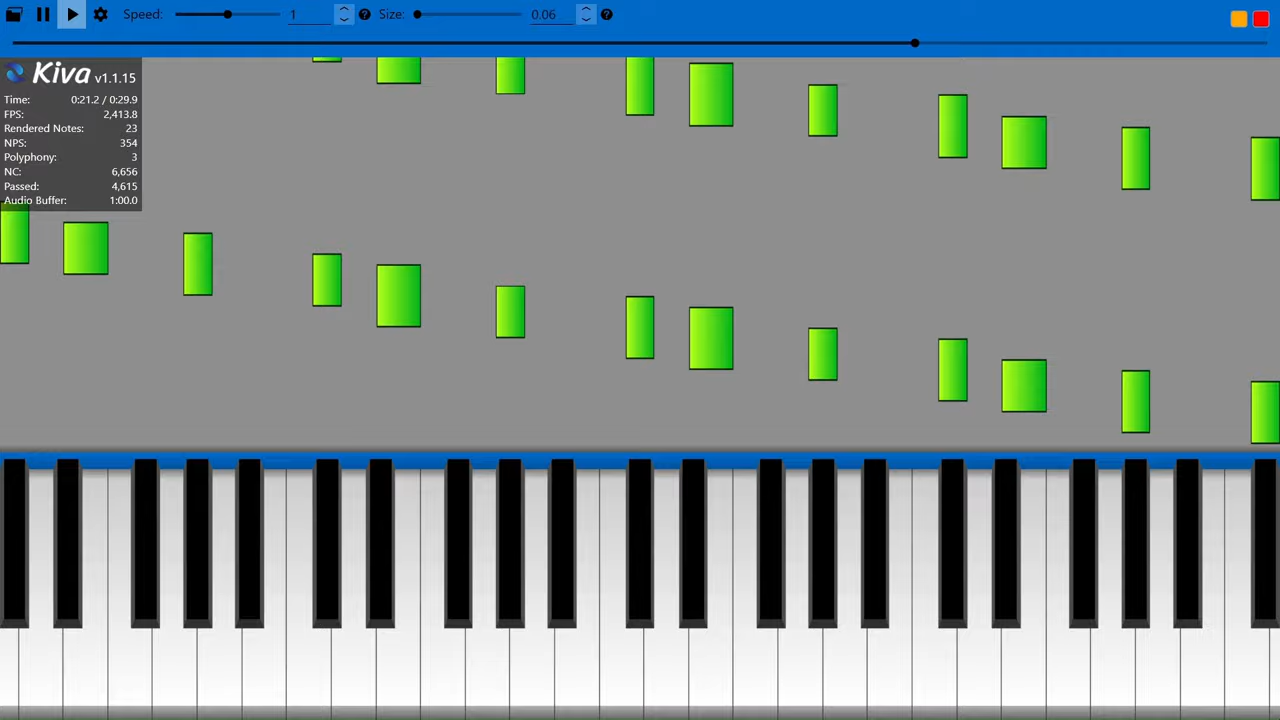 Speed: 1 Size: 0.06
Kiva v1.1.15
Time: 0:21.2 / 0:29.9
FPS: 2,413.8
Rendered Notes: 23
NPS: 354
Polyphony: 3
NC: 6,656
Passed: 4,615
Audio Buffer: 1:00.0